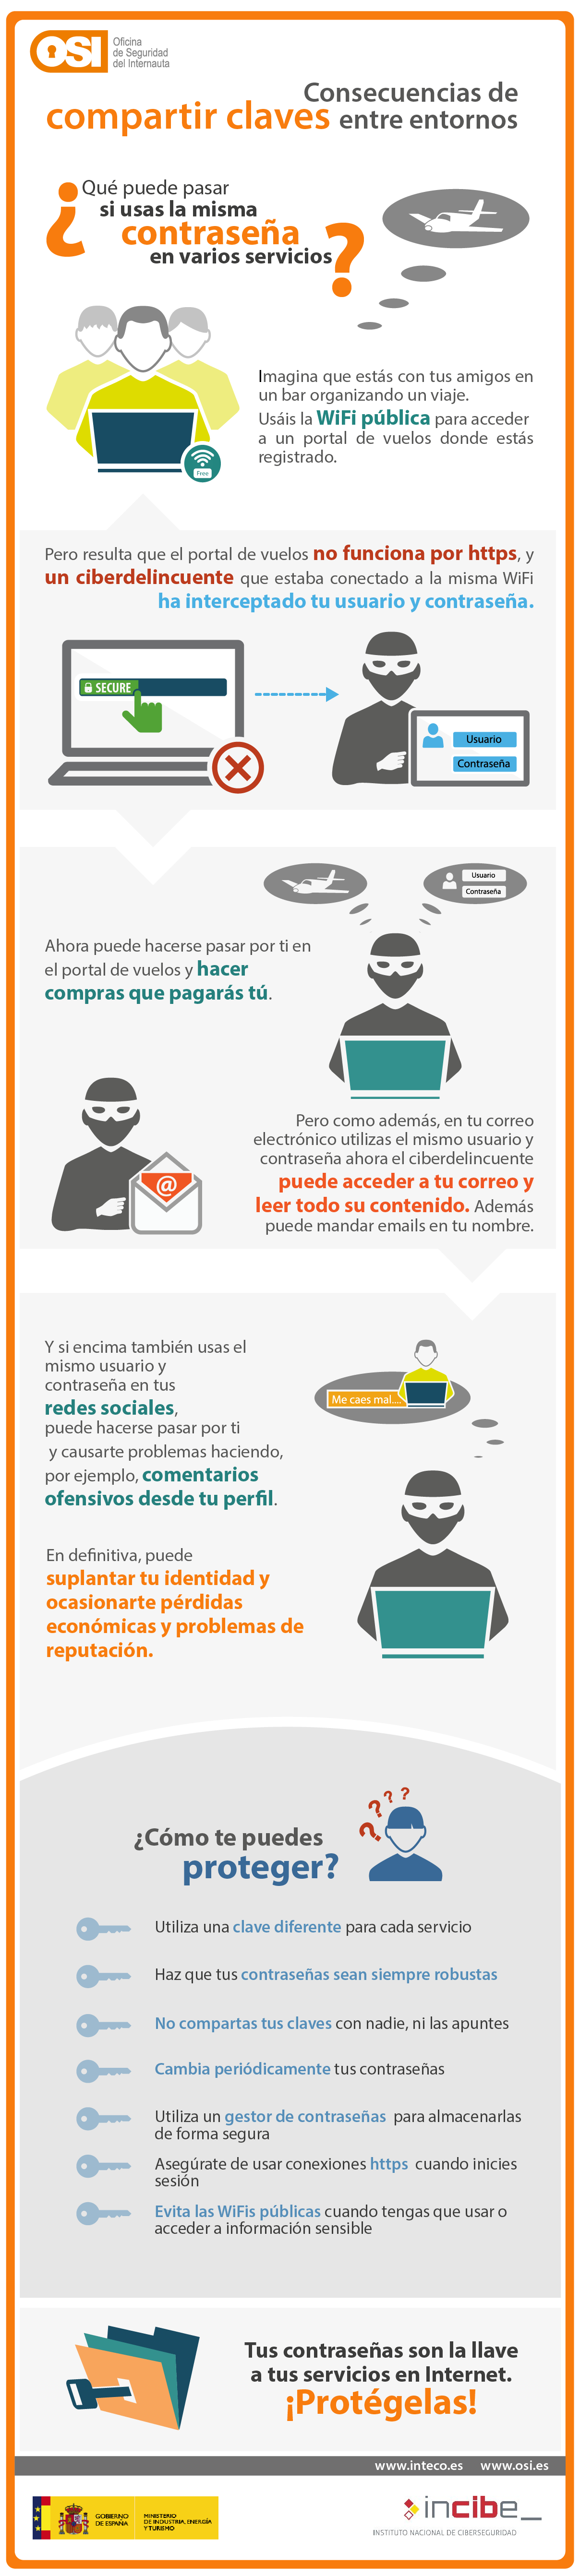 OSI
Oficina
de Seguridad
del Internauta
Consecuencias de
compartir claves entre entornos
¿Qué puede pasar
si usas la misma
contraseña
en varios servicios?
Free
Imagina que estás con tus amigos en
un bar organizando un viaje.
Usáis la WiFi pública para acceder
a un portal de vuelos donde estás
registrado.
Pero resulta que el portal de vuelos no funciona por https, y
un ciberdelincuente que estaba conectado a la misma WiFi
ha interceptado tu usuario y contraseña.
SECURE
Usuario
Contraseña
Usuario
Contraseña
Ahora puede hacerse pasar por ti en
el portal de vuelos y hacer
compras que pagarás tú.
Pero como además, en tu correo
electrónico utilizas el mismo usuario y
contraseña ahora el ciberdelincuente
puede acceder a tu correo y
leer todo su contenido. Además
puede mandar emails en tu nombre.
@
Y si encima también usas el
mismo usuario y
contraseña en tus
redes sociales,
puede hacerse pasar por ti
y causarte problemas haciendo,
por ejemplo, comentarios
ofensivos desde tu perfil.
Me caes mal....
En definitiva, puede
suplantar tu identidad y
ocasionarte pérdidas
económicas y problemas de
reputación.
? ? ?
¿Cómo te puedes
proteger?
Utiliza una clave diferente para cada servicio
Haz que tus contraseñas sean siempre robustas
No compartas tus claves con nadie, ni las apuntes
Cambia periódicamente tus contraseñas
Utiliza un gestor de contraseñas para almacenarlas
de forma segura
Asegúrate de usar conexiones https cuando inicies
sesión
Evita las WiFis públicas cuando tengas que usar o
acceder a información sensible
Tus contraseñas son la llave
a tus servicios en Internet.
¡Protégelas!
www.inteco.es www.osi.es
GOBIERNO
DE ESPAÑA
MINISTERIO
DE INDUSTRIA, ENERGÍA
Y TURISMO
incibe_
INSTITUTO NACIONAL DE CIBERSEGURIDAD